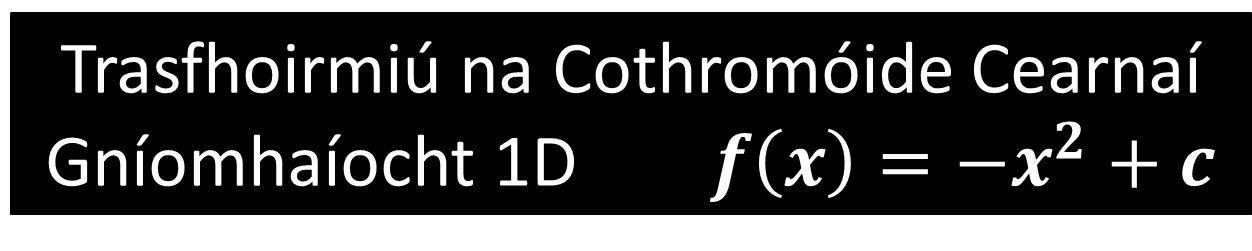 Trasfhoirmiú na Cothromóide Cearnaí
Gníomhaíocht 1D f(x) = −x² + c